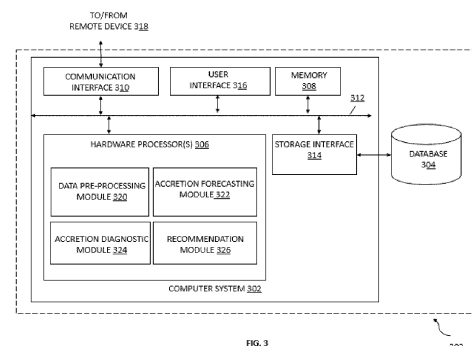 TO/FROM
REMOTE DEVICE 318
COMMUNICATION
INTERFACE 310
USER
INTERFACE 316
MEMORY
308
312
HARDWARE PROCESSOR(S) 306
STORAGE INTERFACE
314
DATABASE
304
DATA PRE-PROCESSING
MODULE 320
ACCRETION FORECASTING
MODULE 322
ACCRETION DIAGNOSTIC
MODULE 324
RECOMMENDATION
MODULE 326
COMPUTER SYSTEM 302
FIG. 3